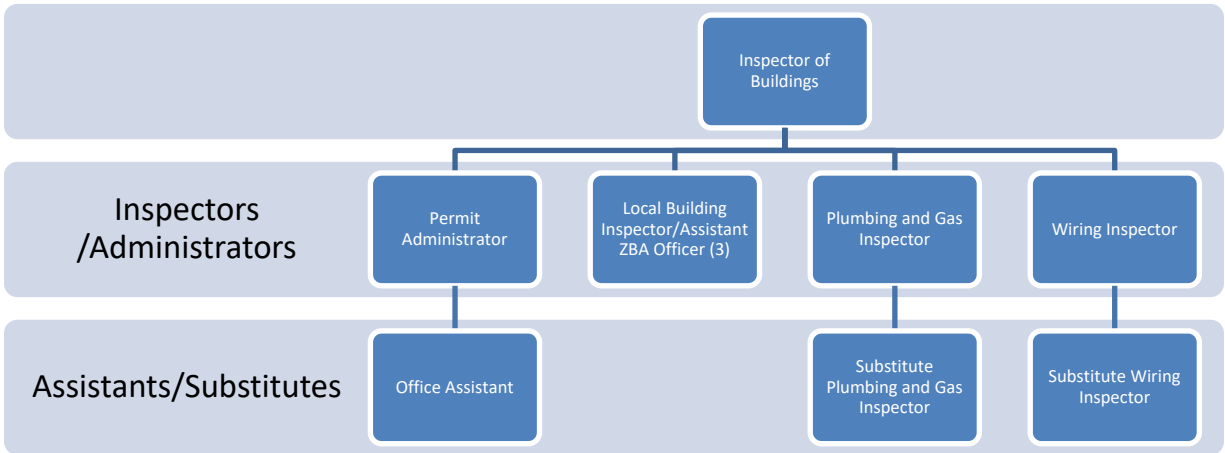 Inspector of
Buildings
Inspectors
/Administrators
Permit
Administrator
Local Building
Inspector/Assistant
ZBA Officer (3)
Plumbing and Gas
Inspector
Wiring Inspector
Assistants/Substitutes
Office Assistant
Substitute
Plumbing and Gas
Inspector
Substitute Wiring
Inspector